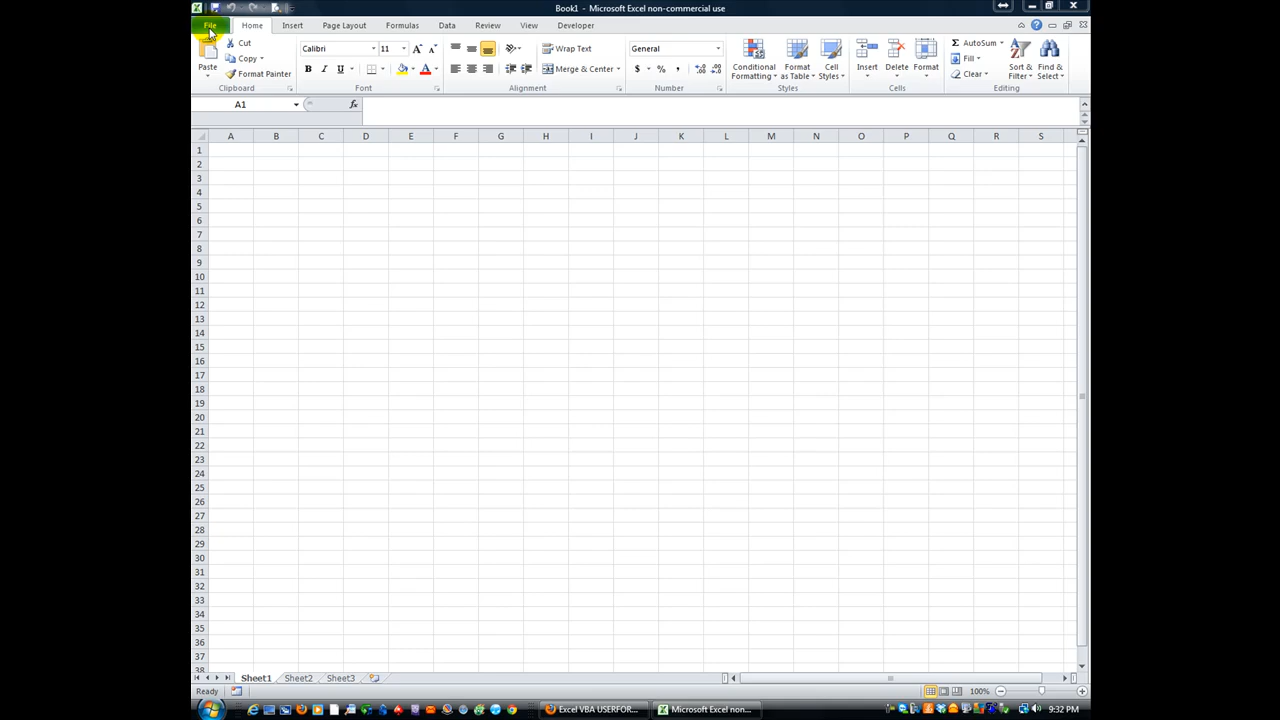 Book1 - Microsoft Excel non-commercial use
File Home Insert Page Layout Formulas Data Review View Developer
Paste
Cut
Copy
Format Painter
Clipboard
Calibri 11
B I U A
Font
Wrap Text
Merge & Center
Alignment
General
$ % ,
Number
Conditional Formatting
Format as Table
Cell Styles
Styles
Insert
Delete
Format
Cells
AutoSum
Fill
Clear
Sort & Filter
Find & Select
Editing
A1 fx
A B C D E F G H I J K L M N O P Q R S
1
2
3
4
5
6
7
8
9
10
11
12
13
14
15
16
17
18
19
20
21
22
23
24
25
26
27
28
29
30
31
32
33
34
35
36
37
38
Sheet1 Sheet2 Sheet3
Ready 100%
Excel VBA USERFOR... Microsoft Excel non... 9:32 PM